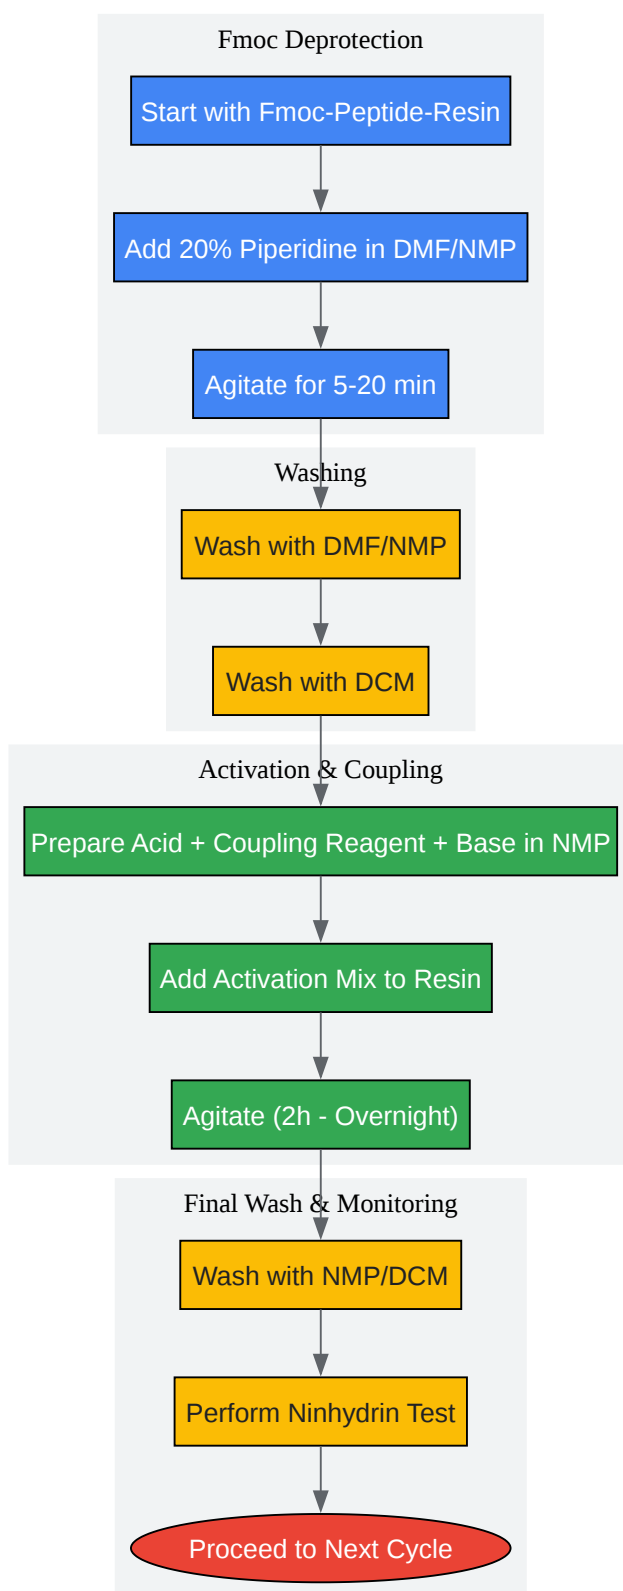 Fmoc Deprotection
Start with Fmoc-Peptide-Resin
Add 20% Piperidine in DMF/NMP
Agitate for 5-20 min
Washing
Wash with DMF/NMP
Wash with DCM
Activation & Coupling
Prepare Acid + Coupling Reagent + Base in NMP
Add Activation Mix to Resin
Agitate (2h - Overnight)
Final Wash & Monitoring
Wash with NMP/DCM
Perform Ninhydrin Test
Proceed to Next Cycle